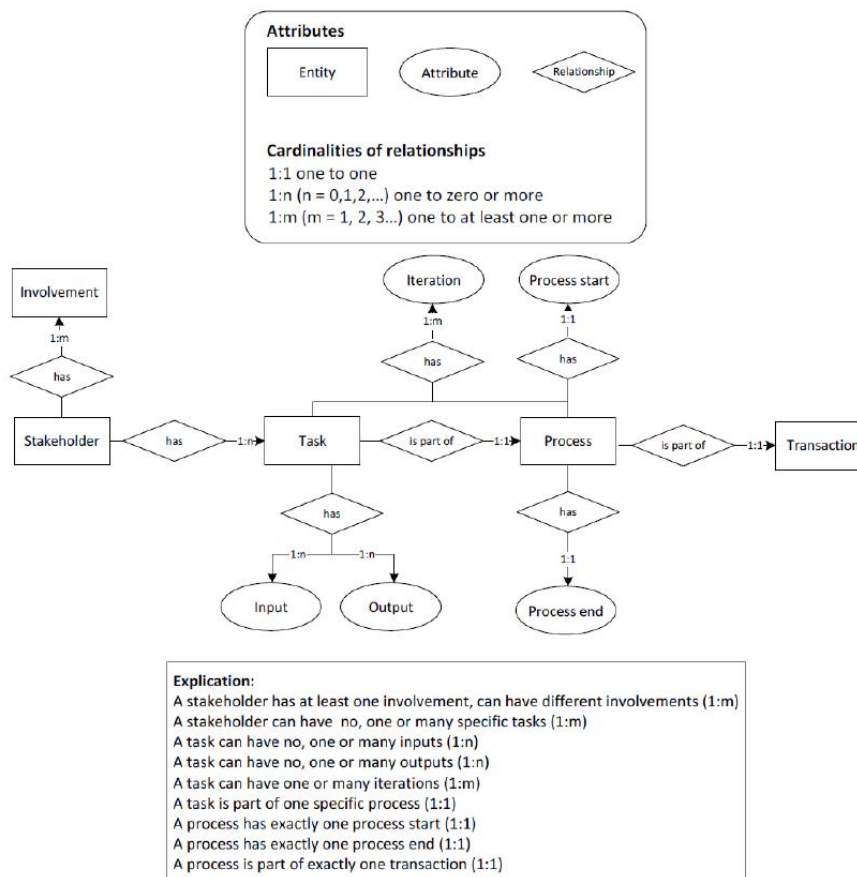 Attributes
Entity
Attribute
Relationship
Cardinalities of relationships
1:1 one to one
1:n (n = 0,1,2,...) one to zero or more
1:m (m = 1, 2, 3...) one to at least one or more
Iteration
Process start
Involvement
1:m
1:1
1:m
has
has
has
Stakeholder
has
1:n
Task
is part of
1:1
Process
is part of
1:1
Transaction
has
has
1:n
1:n
1:1
Input
Output
Process end
Explication:
A stakeholder has at least one involvement, can have different involvements (1:m)
A stakeholder can have no, one or many specific tasks (1:m)
A task can have no, one or many inputs (1:n)
A task can have no, one or many outputs (1:n)
A task can have one or many iterations (1:m)
A task is part of one specific process (1:1)
A process has exactly one process start (1:1)
A process has exactly one process end (1:1)
A process is part of exactly one transaction (1:1)